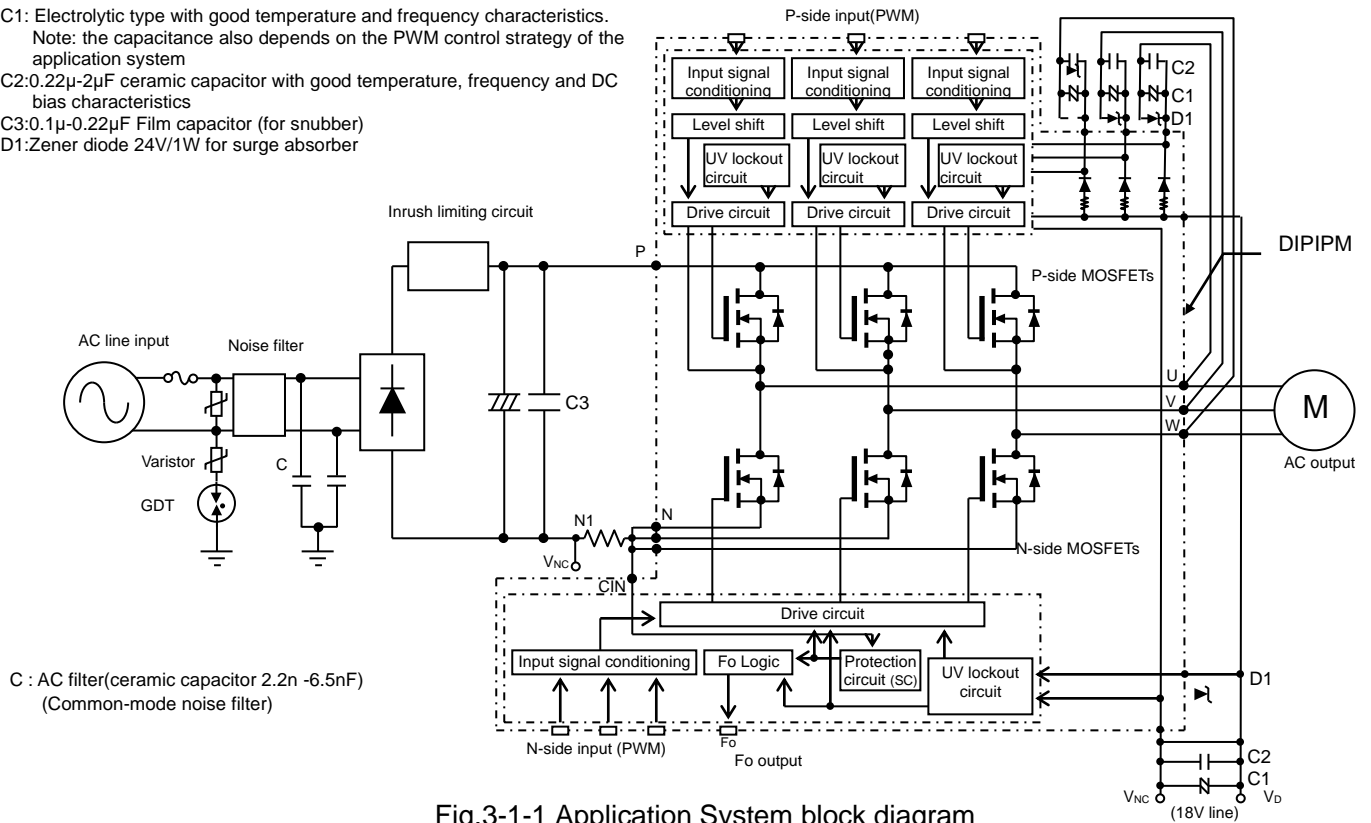 C1: Electrolytic type with good temperature and frequency characteristics.
Note: the capacitance also depends on the PWM control strategy of the
application system
C2:0.22μ-2μF ceramic capacitor with good temperature, frequency and DC
bias characteristics
C3:0.1μ-0.22μF Film capacitor (for snubber)
D1:Zener diode 24V/1W for surge absorber
P-side input(PWM)
Input signal
conditioning
Input signal
conditioning
Input signal
conditioning
Level shift
Level shift
Level shift
UV lockout
circuit
UV lockout
circuit
UV lockout
circuit
Drive circuit
Drive circuit
Drive circuit
C2
C1
D1
DIPIPM
Inrush limiting circuit
P
P-side MOSFETs
AC line input
Noise filter
C3
U
V
W
M
AC output
Varistor
C
GDT
N1
N
VNC
CIN
N-side MOSFETs
Drive circuit
Input signal conditioning
Fo Logic
Protection
circuit (SC)
UV lockout
circuit
D1
C : AC filter(ceramic capacitor 2.2n -6.5nF)
(Common-mode noise filter)
N-side input (PWM)
Fo
Fo output
C2
C1
VNC
(18V line)
VD
Fig.3-1-1 Application System block diagram